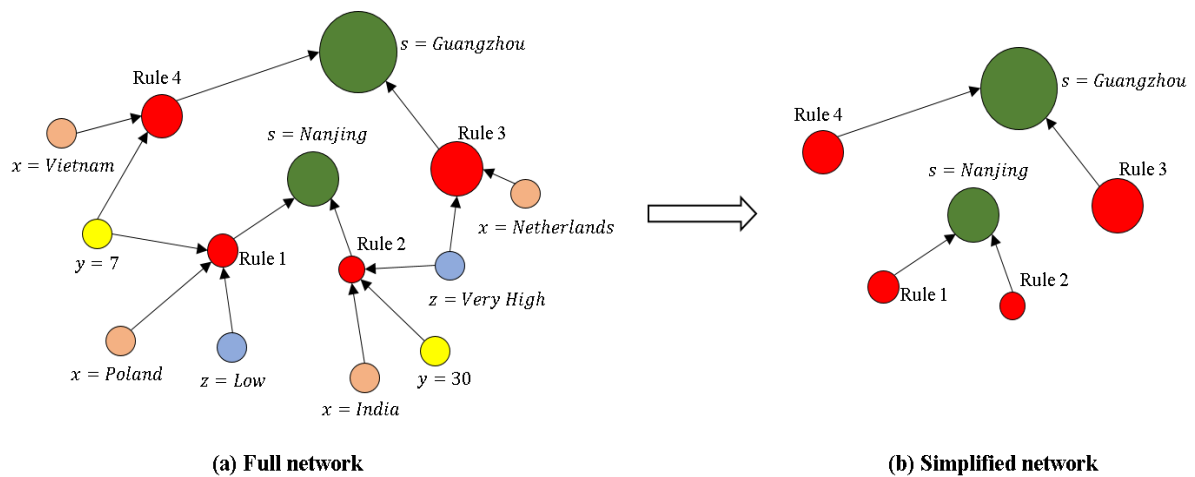 s = Guangzhou
Rule 4
x = Vietnam
s = Nanjing
Rule 3
x = Netherlands
y = 7
Rule 1
Rule 2
z = Very High
x = Poland
z = Low
y = 30
x = India
(a) Full network
s = Guangzhou
Rule 4
s = Nanjing
Rule 3
Rule 1
Rule 2
(b) Simplified network